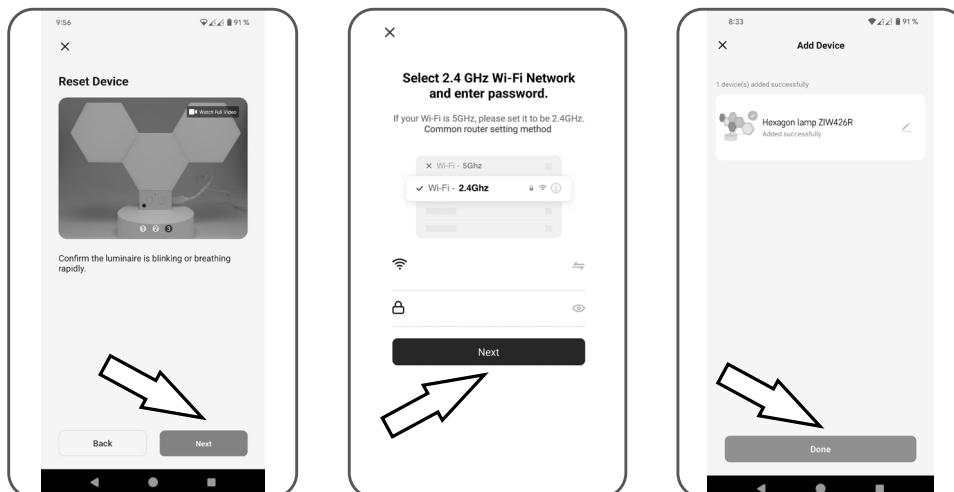 9:56
91 %
Reset Device
Watch Full Video
1 2 3
Confirm the luminaire is blinking or breathing
rapidly.
Back
Next
Select 2.4 GHz Wi-Fi Network
and enter password.
If your Wi-Fi is 5GHz, please set it to be 2.4GHz.
Common router setting method
Wi-Fi - 5Ghz
Wi-Fi - 2.4Ghz
Next
8:33
91 %
Add Device
1 device(s) added successfully
Hexagon lamp ZIW426R
Added successfully
Done